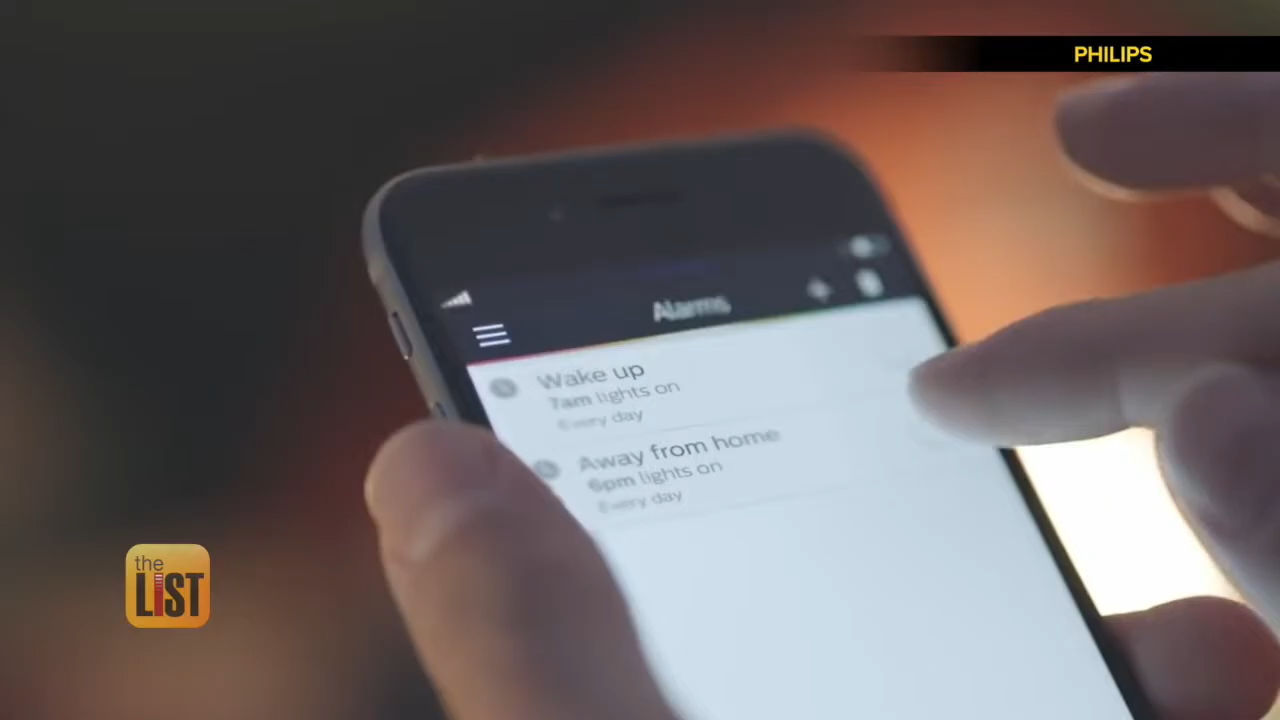 PHILIPS
Alarms
Wake up
7am lights on
Every day
Away from home
6pm lights on
Every day
the
LiST